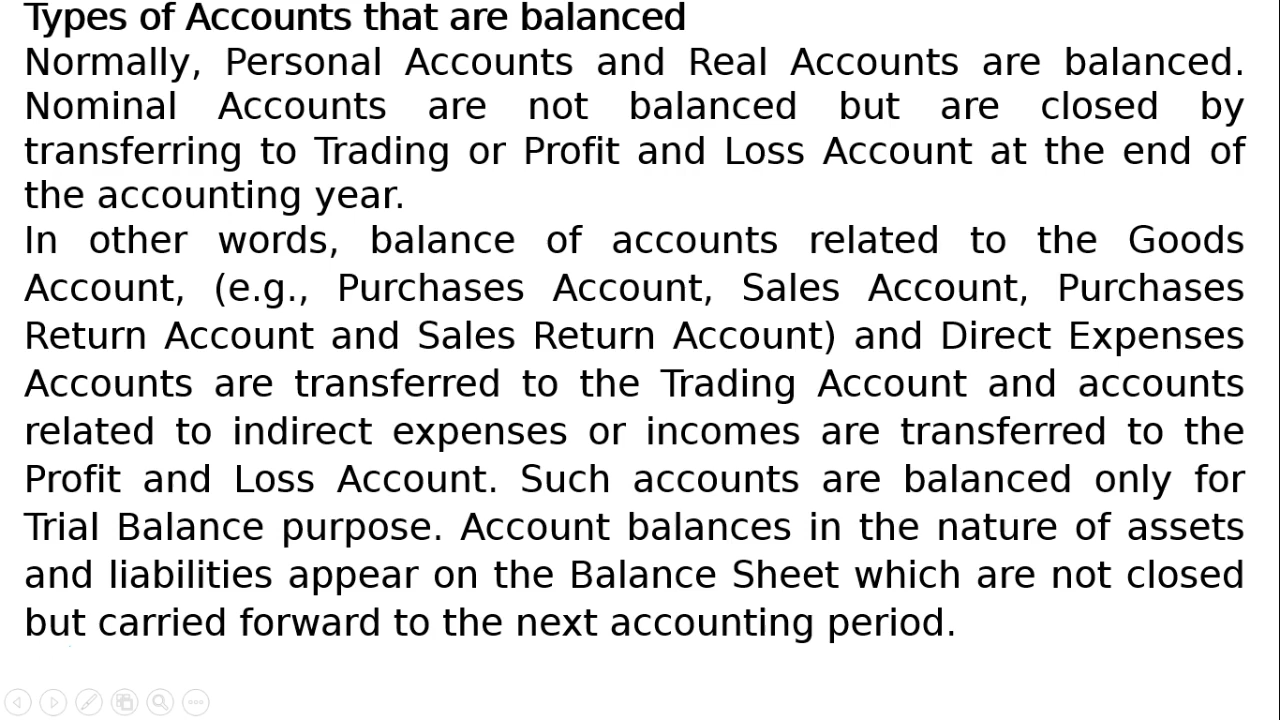 Types of Accounts that are balanced
Normally, Personal Accounts and Real Accounts are balanced.
Nominal Accounts are not balanced but are closed by
transferring to Trading or Profit and Loss Account at the end of
the accounting year.
In other words, balance of accounts related to the Goods
Account, (e.g., Purchases Account, Sales Account, Purchases
Return Account and Sales Return Account) and Direct Expenses
Accounts are transferred to the Trading Account and accounts
related to indirect expenses or incomes are transferred to the
Profit and Loss Account. Such accounts are balanced only for
Trial Balance purpose. Account balances in the nature of assets
and liabilities appear on the Balance Sheet which are not closed
but carried forward to the next accounting period.